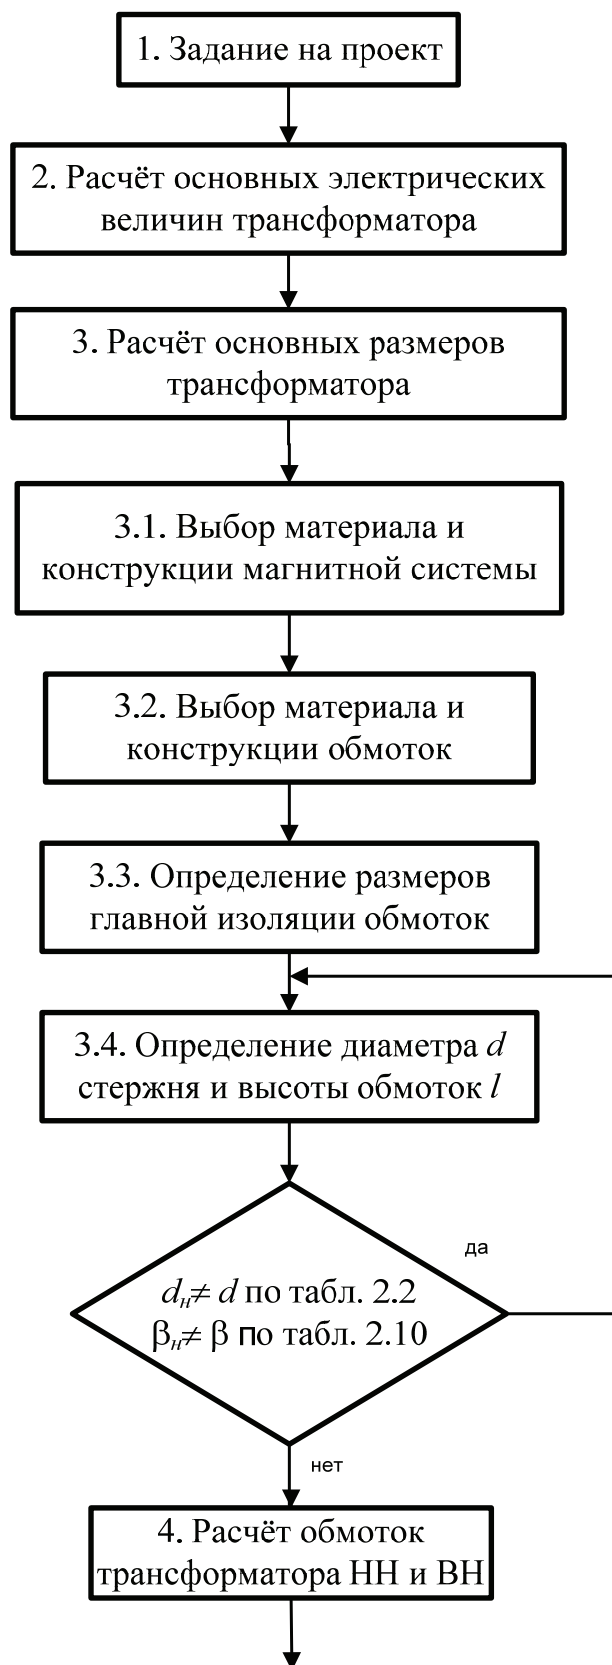 1. Задание на проект
2. Расчёт основных электрических
величин трансформатора
3. Расчёт основных размеров
трансформатора
3.1. Выбор материала и
конструкции магнитной системы
3.2. Выбор материала и
конструкции обмоток
3.3. Определение размеров
главной изоляции обмоток
3.4. Определение диаметра d
стержня и высоты обмоток l
да
dн≠ d по табл. 2.2
βн≠ β по табл. 2.10
нет
4. Расчёт обмоток
трансформатора НН и ВН